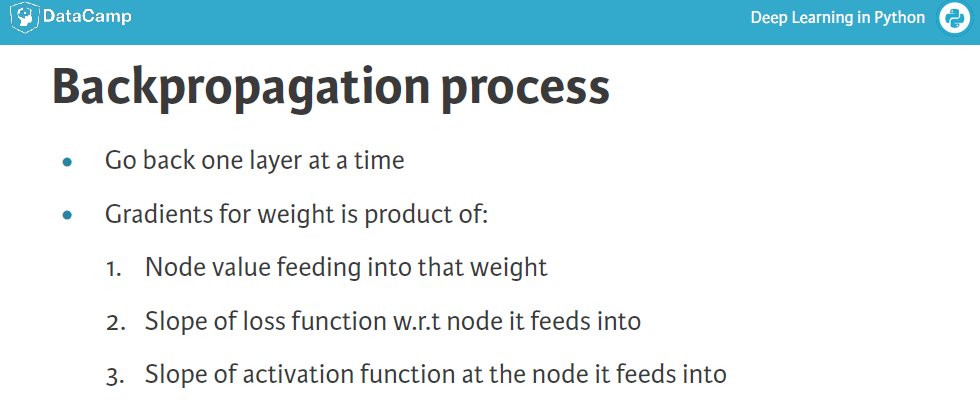 DataCamp
Deep Learning in Python
Backpropagation process
• Go back one layer at a time
• Gradients for weight is product of:
1. Node value feeding into that weight
2. Slope of loss function w.r.t node it feeds into
3. Slope of activation function at the node it feeds into